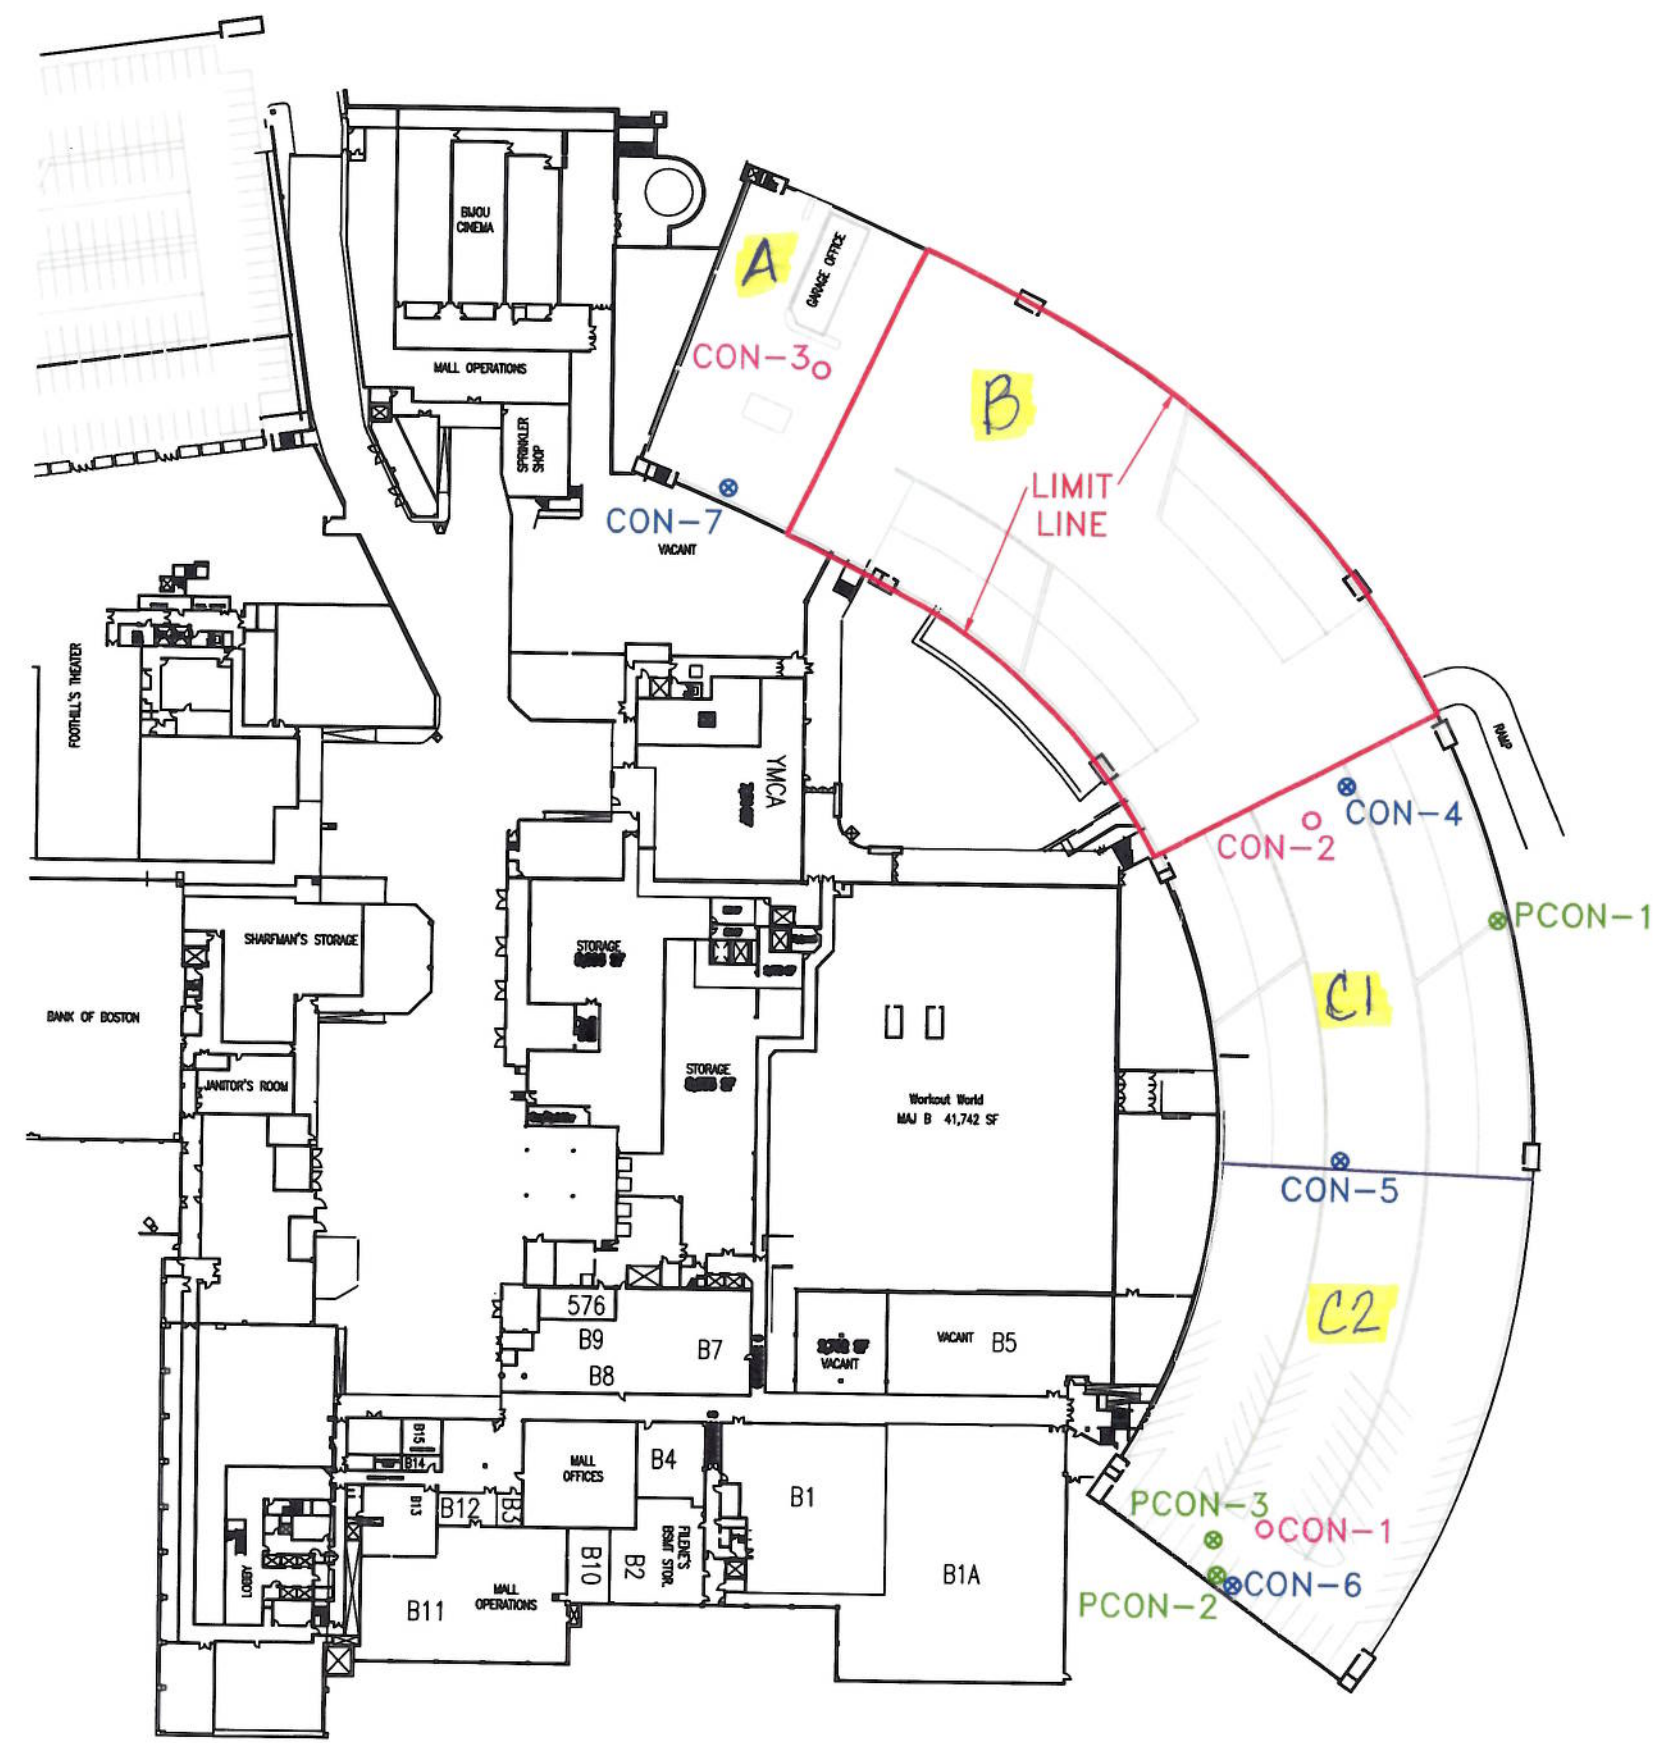 BIJOU
CINEMA
A
GARAGE OFFICE
CON-3
MALL OPERATIONS
B
SPRINKLER
SHOP
LIMIT
LINE
CON-7
VACANT
FOOTHILL'S THEATER
RAMP
YMCA
CON-4
CON-2
PCON-1
SHARFMAN'S STORAGE
STORAGE
C1
BANK OF BOSTON
STORAGE
JANITOR'S ROOM
Workout World
MAJ B 41,742 SF
CON-5
576
B9
B7
B8
VACANT
VACANT B5
C2
B15
B14
MALL
OFFICES
B4
B13
B12
B3
B1
PCON-3
CON-1
FILENE'S
BSMT STOR.
B10
B2
B1A
LOBBY
MALL
OPERATIONS
B11
CON-6
PCON-2